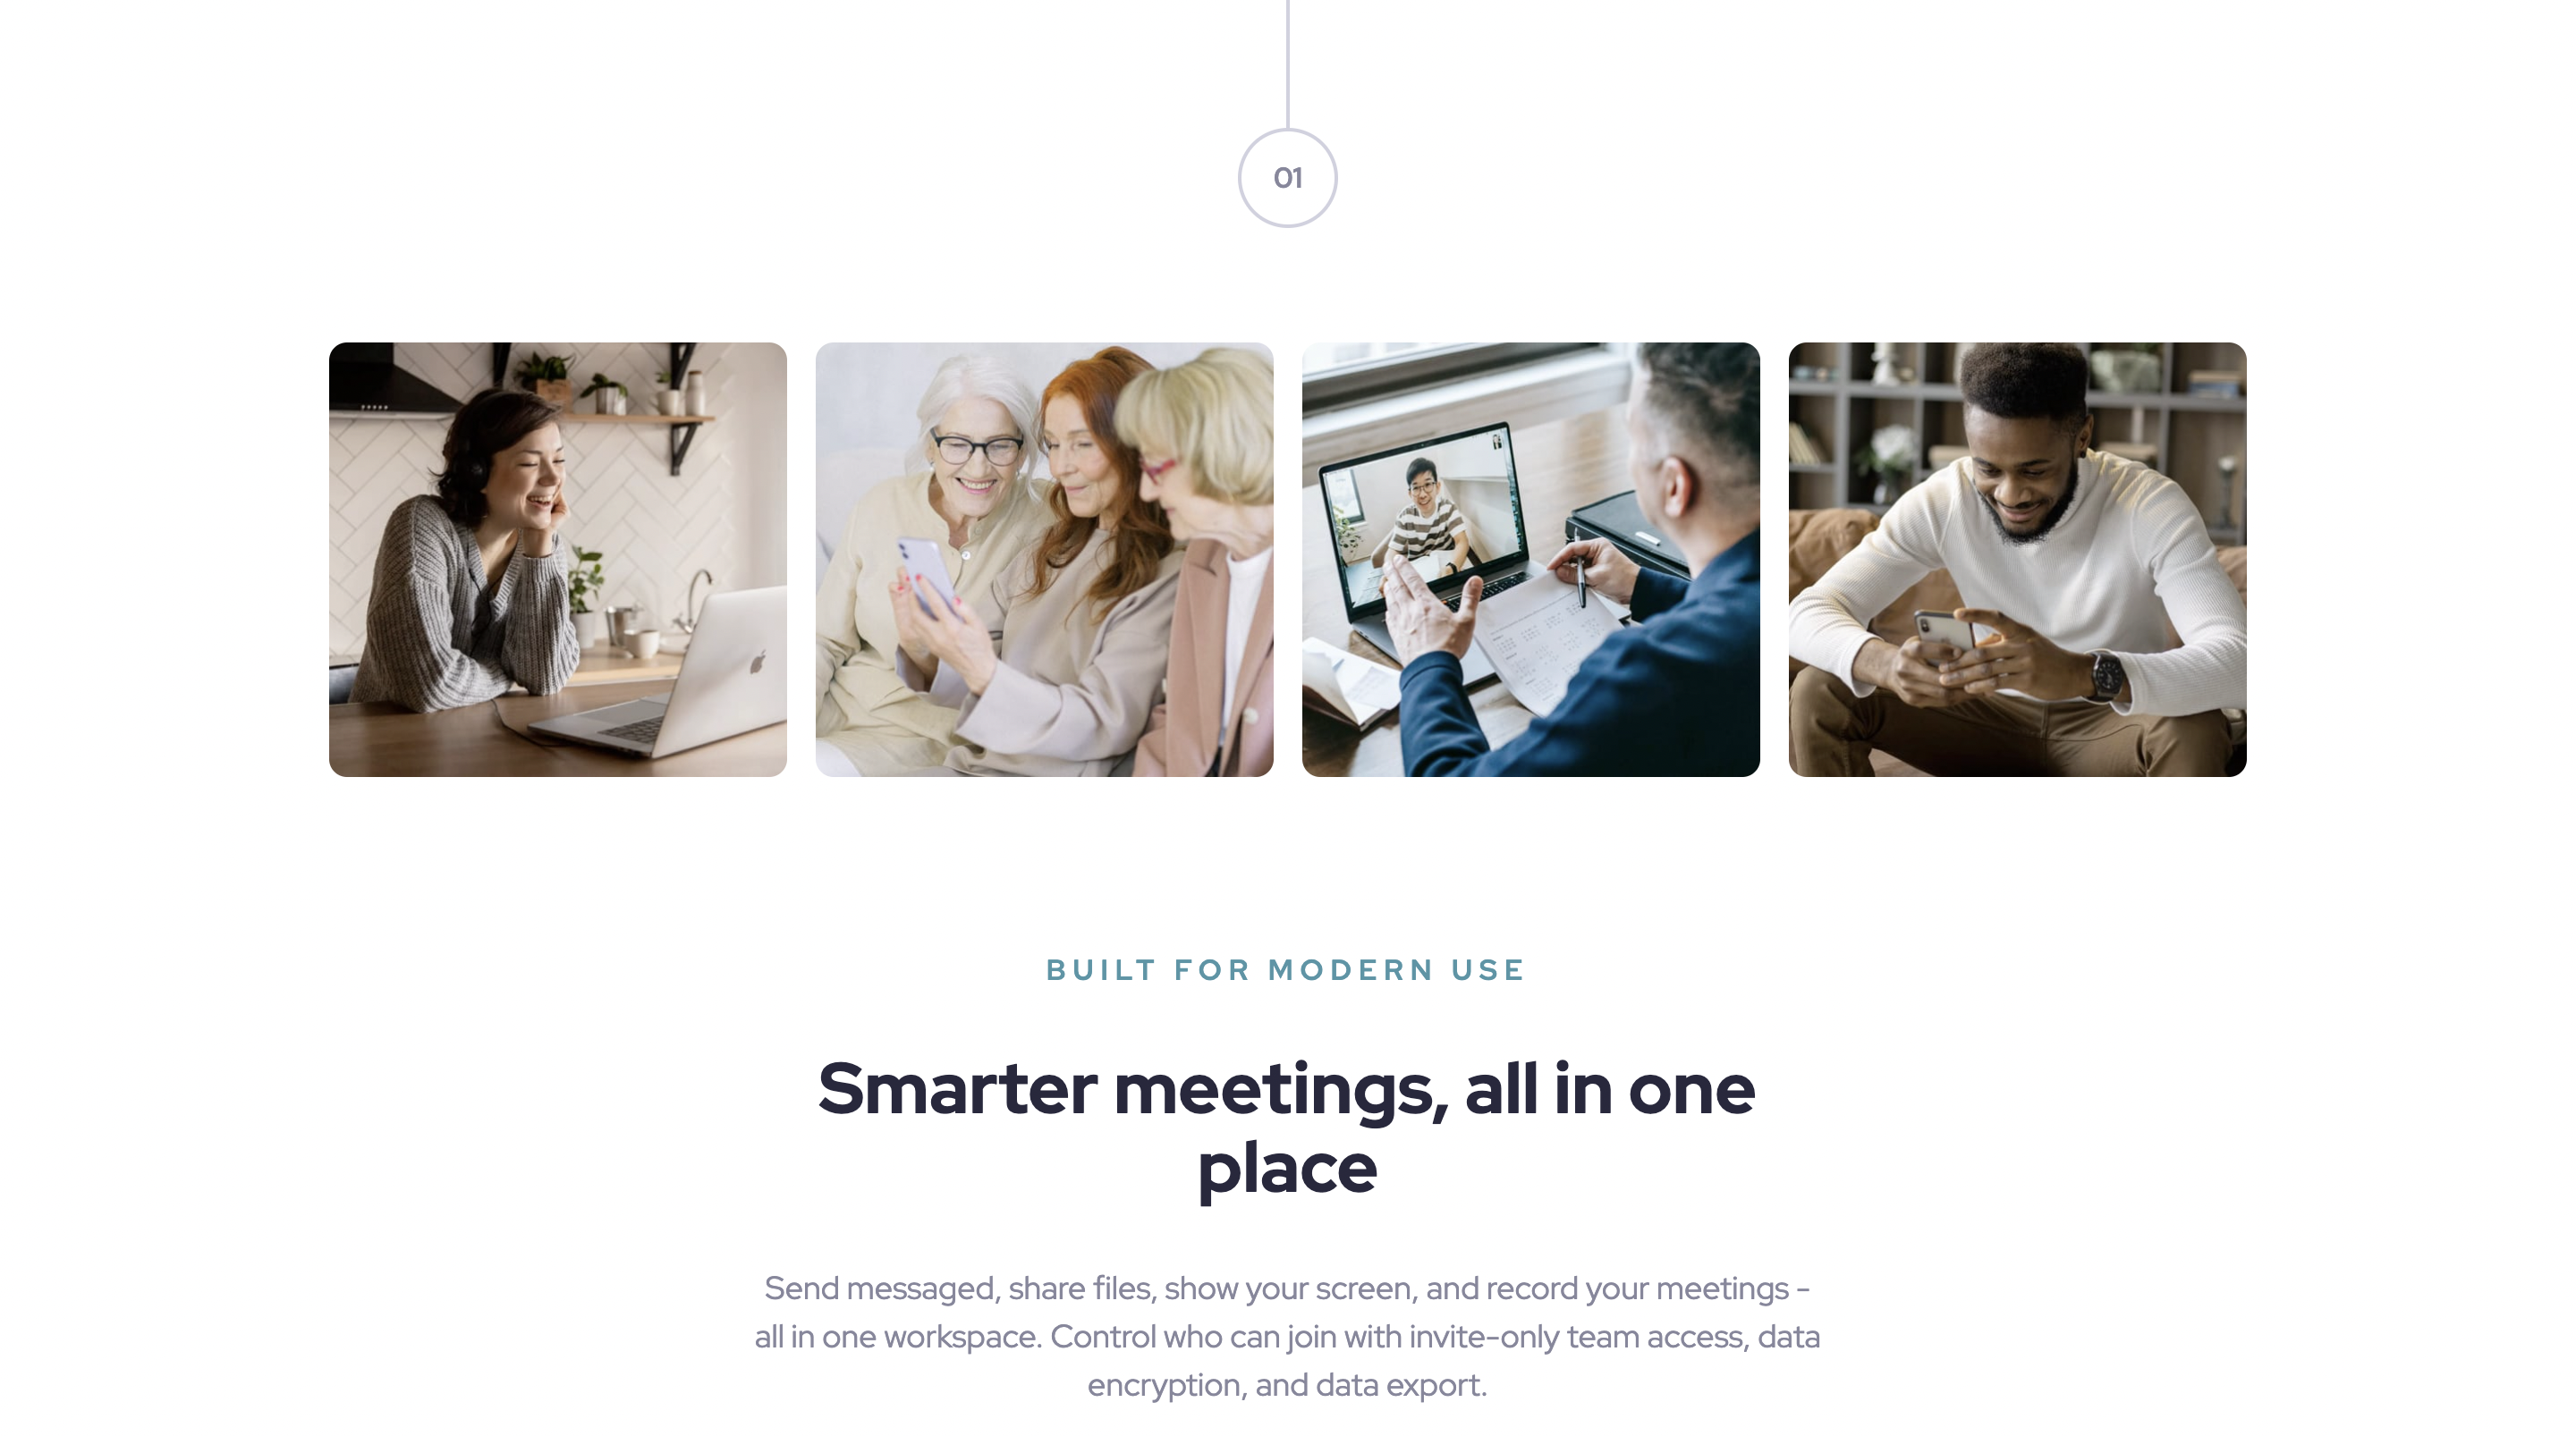 01
BUILT FOR MODERN USE
Smarter meetings, all in one
place
Send messaged, share files, show your screen, and record your meetings -
all in one workspace. Control who can join with invite-only team access, data
encryption, and data export.